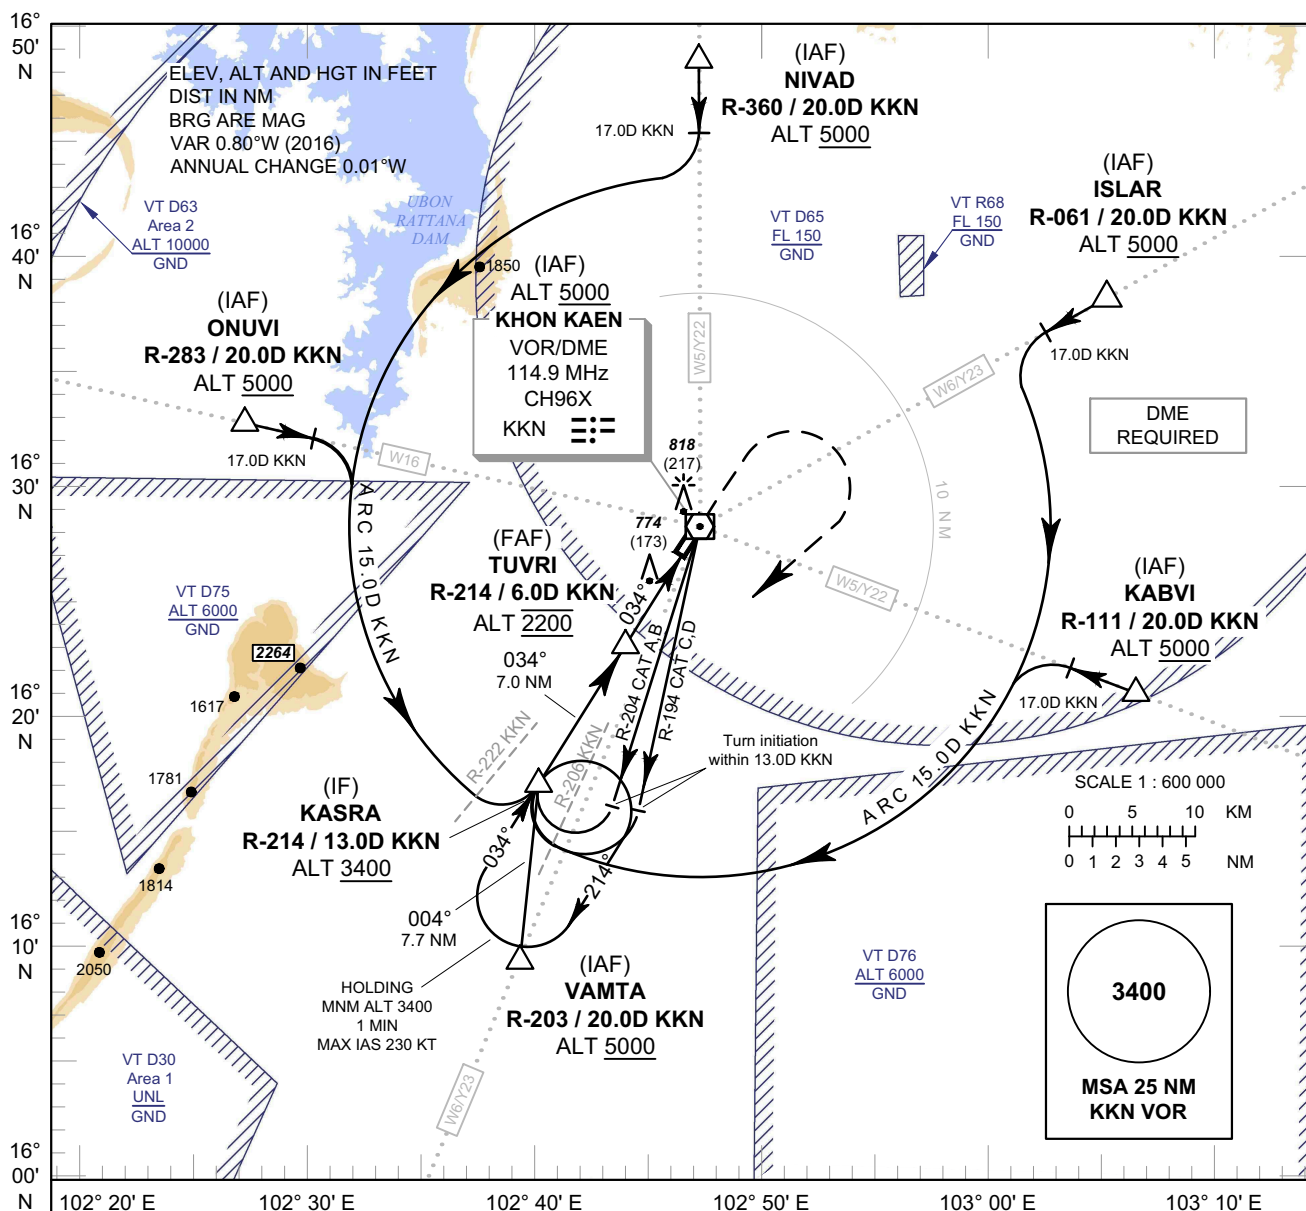 16°
50'
N
ELEV, ALT AND HGT IN FEET
DIST IN NM
BRG ARE MAG
VAR 0.80°W (2016)
ANNUAL CHANGE 0.01°W
(IAF)
NIVAD
R-360 / 20.0D KKN
ALT 5000
17.0D KKN
(IAF)
ISLAR
R-061 / 20.0D KKN
ALT 5000
17.0D KKN
VT D63
Area 2
ALT 10000
GND
UBON
RATTANA
DAM
VT D65
FL 150
GND
VT R68
FL 150
GND
16°
40'
N
1850
(IAF)
ALT 5000
KHON KAEN
VOR/DME
114.9 MHz
CH96X
KKN
(IAF)
ONUVI
R-283 / 20.0D KKN
ALT 5000
17.0D KKN
W5/Y22
W6/Y23
DME
REQUIRED
W16
818
(217)
16°
30'
N
ARC 15.0D KKN
10 NM
774
(173)
(FAF)
TUVRI
R-214 / 6.0D KKN
ALT 2200
034°
034°
7.0 NM
W5/Y22
(IAF)
KABVI
R-111 / 20.0D KKN
ALT 5000
17.0D KKN
VT D75
ALT 6000
GND
2264
1617
1781
1814
2050
16°
20'
N
R-204 CAT A,B
R-194 CAT C,D
R-222 KKN
R-206 KKN
Turn initiation
within 13.0D KKN
ARC 15.0D KKN
(IF)
KASRA
R-214 / 13.0D KKN
ALT 3400
SCALE 1 : 600 000
0 5 10 KM
0 1 2 3 4 5 NM
034°
214°
004°
7.7 NM
16°
10'
N
HOLDING
MNM ALT 3400
1 MIN
MAX IAS 230 KT
(IAF)
VAMTA
R-203 / 20.0D KKN
ALT 5000
VT D76
ALT 6000
GND
3400
MSA 25 NM
KKN VOR
VT D30
Area 1
UNL
GND
W6/Y23
16°
00'
N
102° 20' E 102° 30' E 102° 40' E 102° 50' E 103° 00' E 103° 10' E